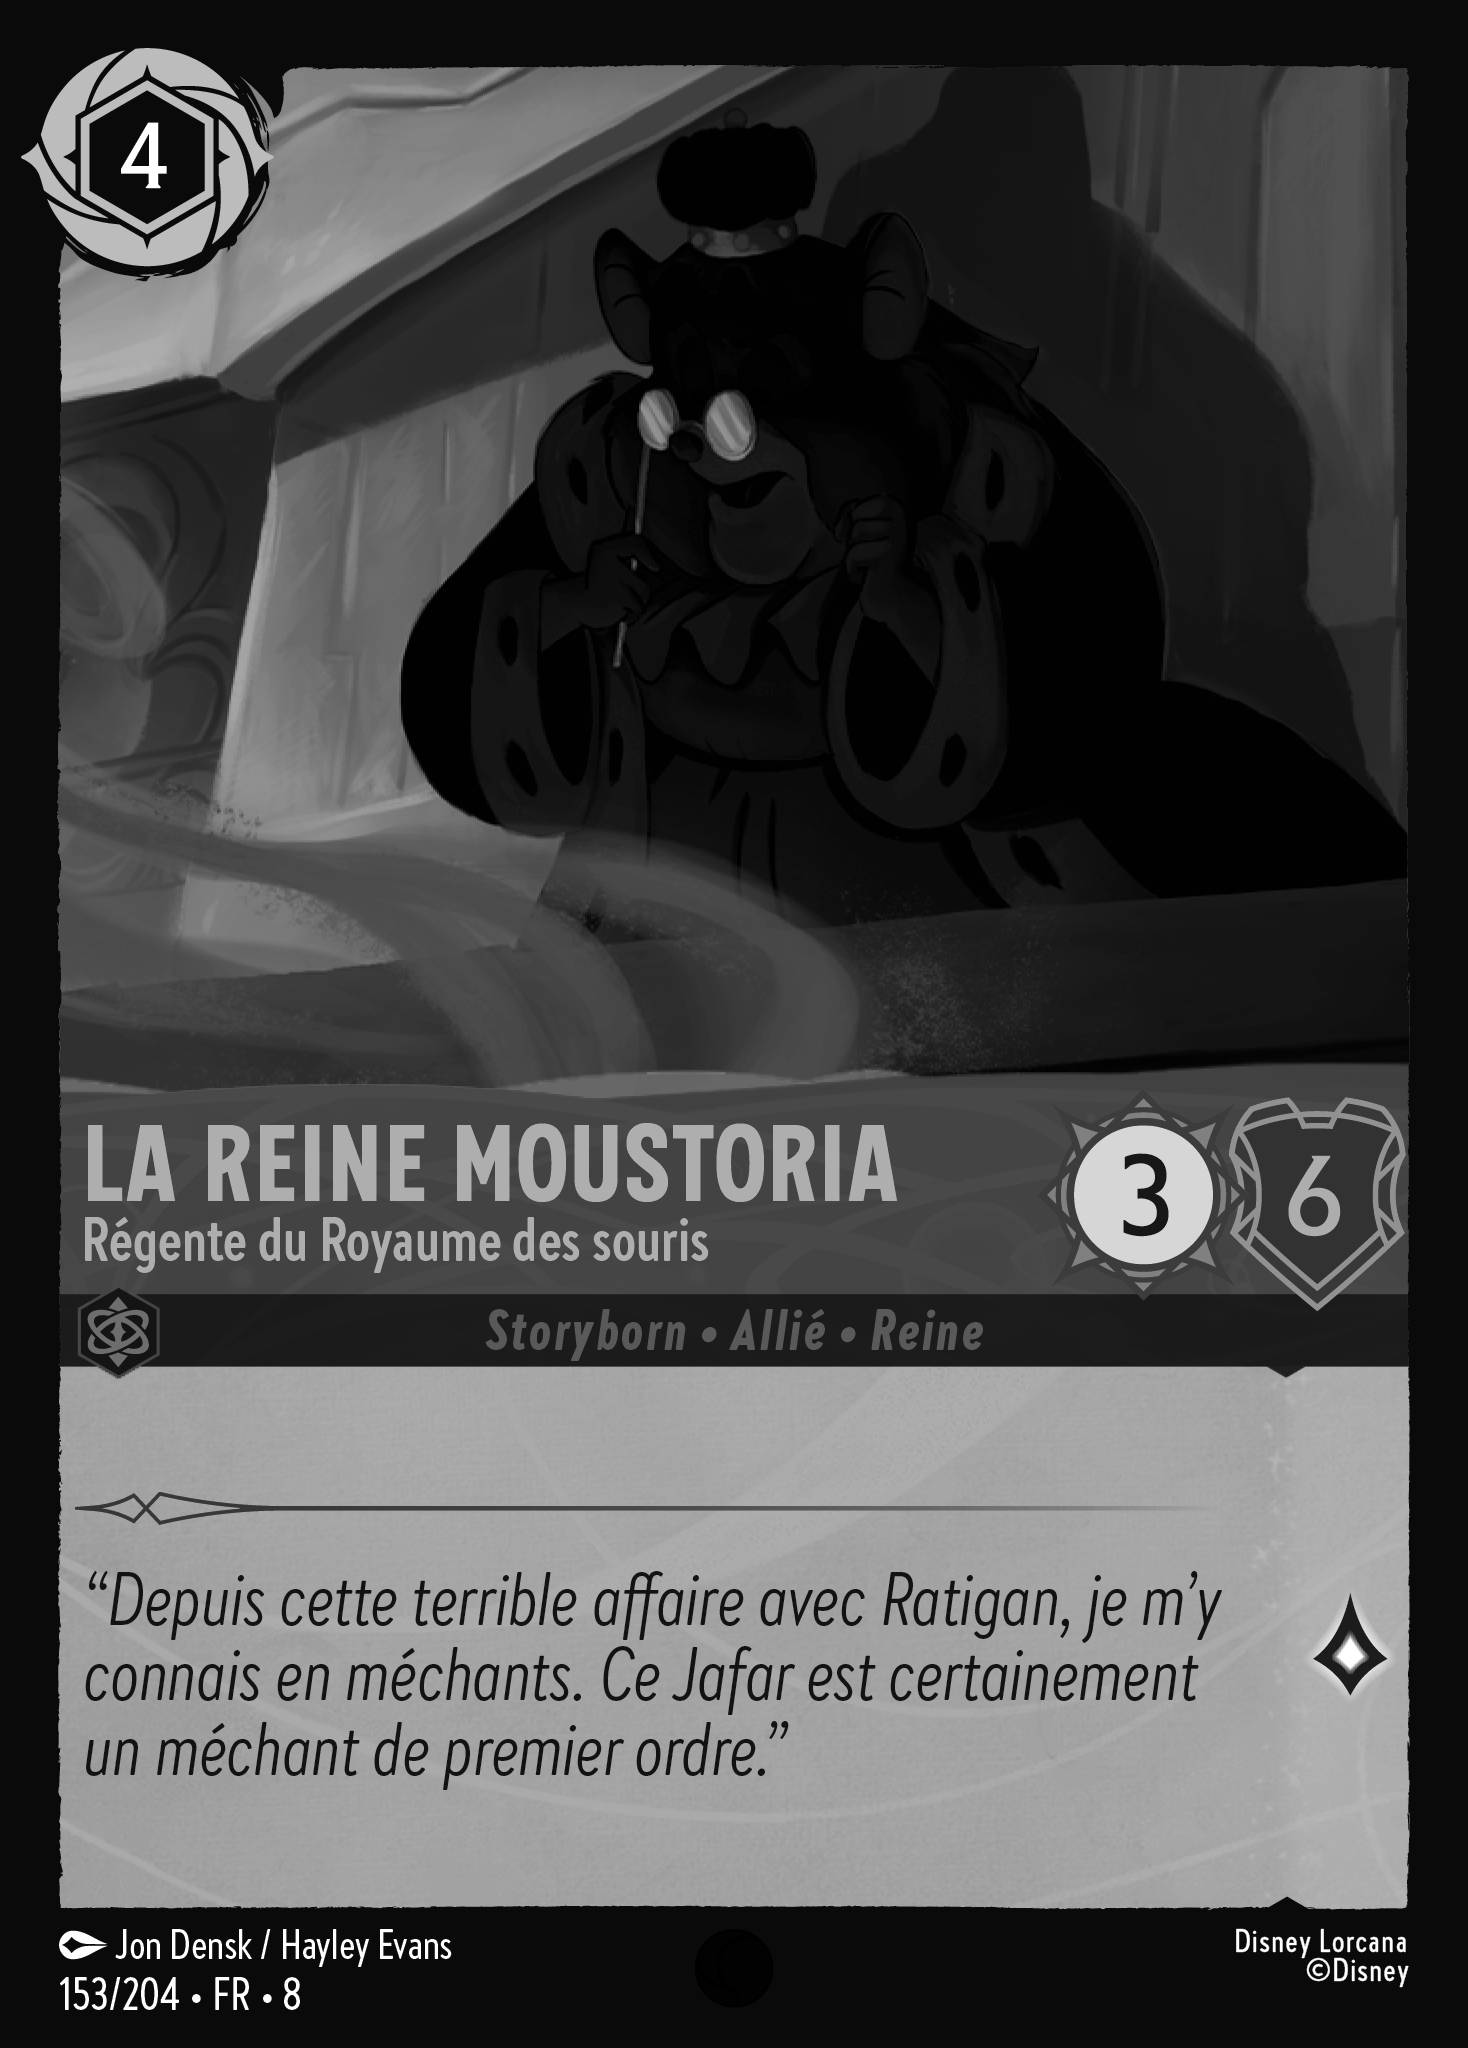 4
LA REINE MOUSTORIA
3
6
Régente du Royaume des souris
Storyborn • Allié • Reine
“Depuis cette terrible affaire avec Ratigan, je m’y
connais en méchants. Ce Jafar est certainement
un méchant de premier ordre.”
Jon Densk / Hayley Evans
153/204 • FR • 8
Disney Lorcana
©Disney